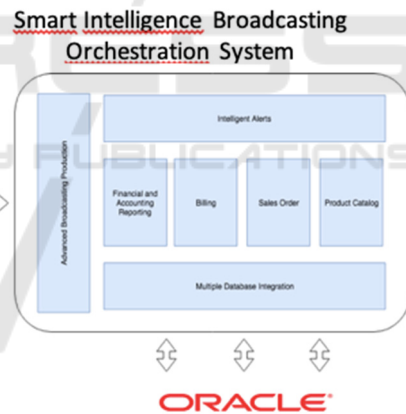 Smart Intelligence Broadcasting
Orchestration System
Intelligent Alerts
Advanced Broadcasting Production
Financial and
Accounting
Reporting
Billing
Sales Order
Product Catalog
Multiple Database Integration
ORACLE